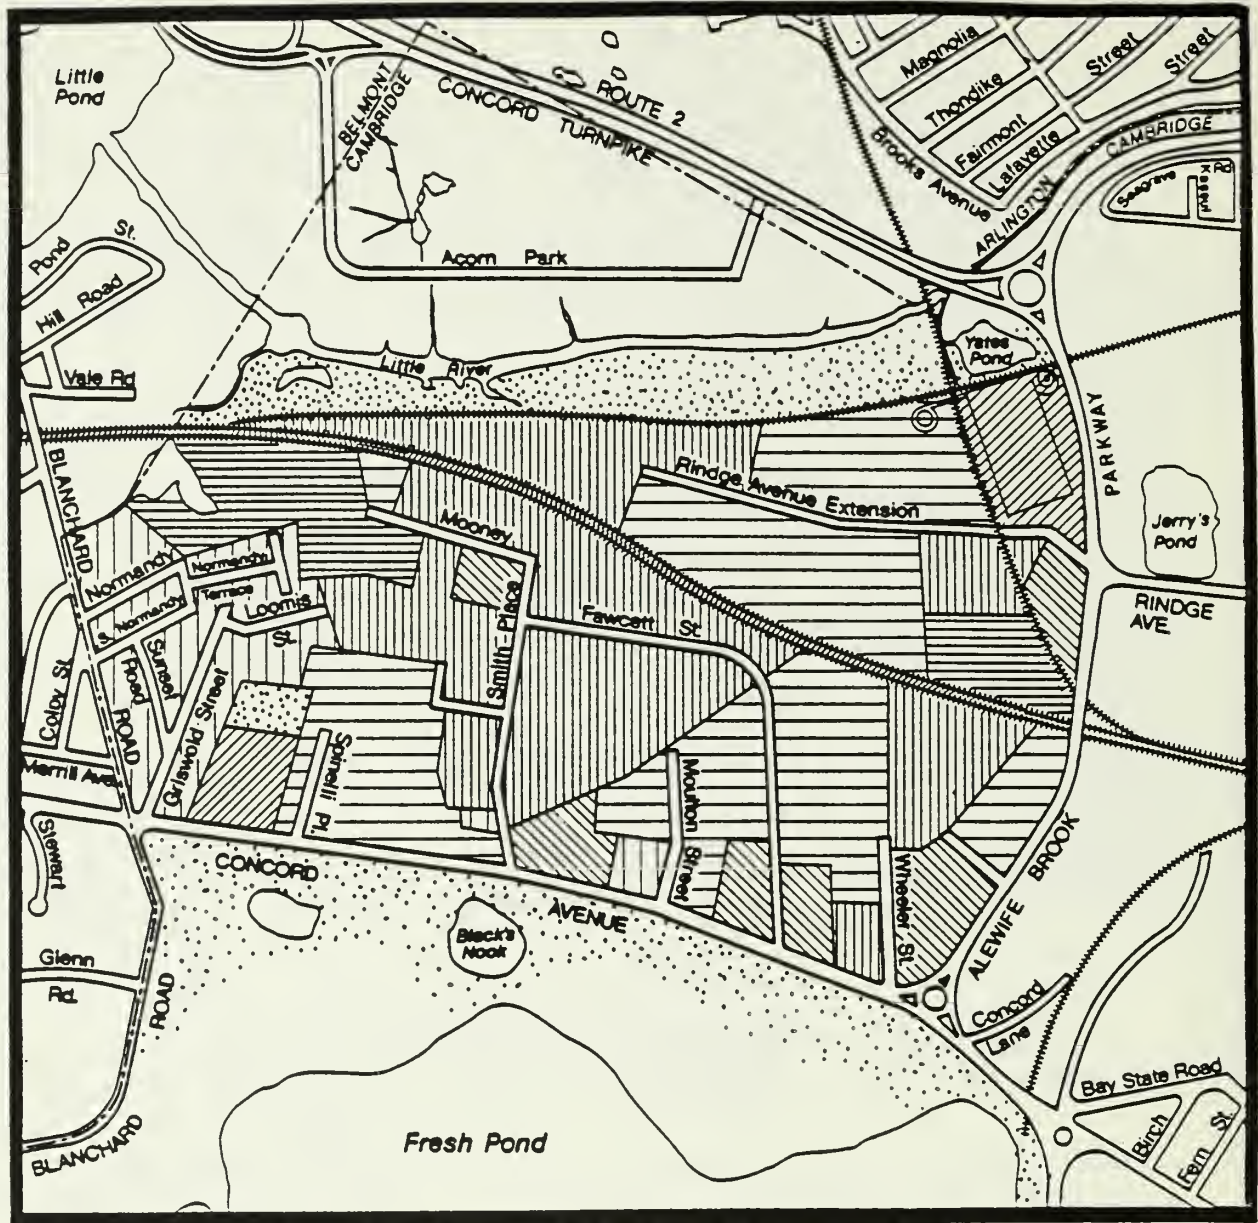 Little
Pond
BELMONT
CAMBRIDGE
CONCORD TURNPIKE
ROUTE 2
Magnolia
Thondike
Fairmont
Lafayette
Street
Street
Brooks Avenue
ARLINGTON
CAMBRIDGE
Seagrave
Rd
Pond St.
Hill Road
Vale Rd
Acorn Park
Little River
Yates
Pond
PARKWAY
Jerry's
Pond
RINDGE
AVE.
Rindge Avenue Extension
BLANCHARD
ROAD
Mooney
Normandy
Normandy
Terrace
S. Normandy
Loomis
St.
Sunset
Road
Griswold Street
Smith Place
Fawcett St.
Coloy St.
Merrill Ave
Spinelli Pl.
Moulton
Street
Wheeler St.
Stewart
CONCORD
AVENUE
Black's
Nook
ALEWIFE BROOK
Glenn
Rd.
ROAD
BLANCHARD
Concord
Lane
Bay State Road
Birch
Fern St.
Fresh Pond